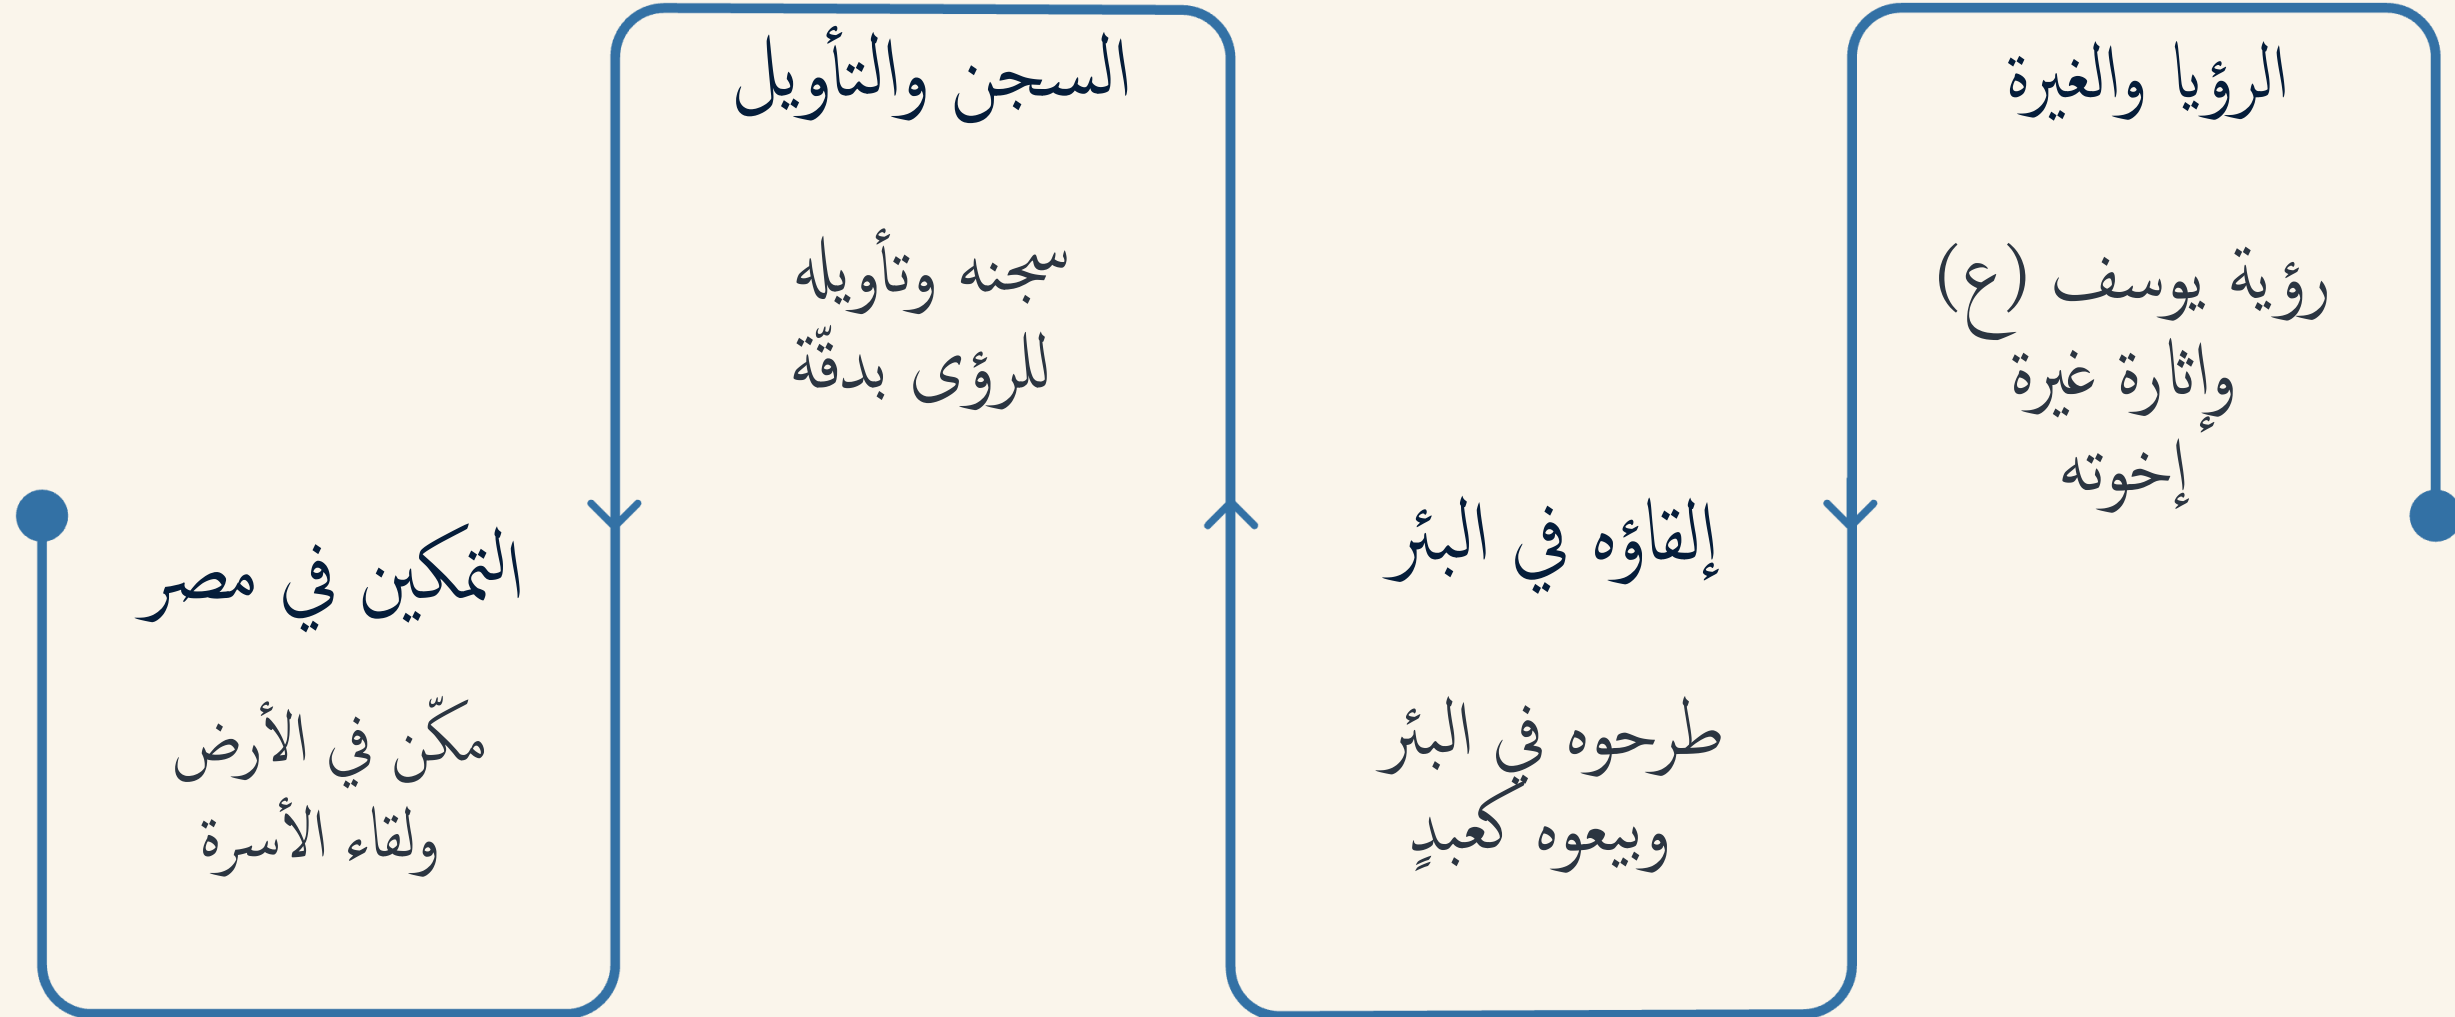 الرؤيا والغيرة
رؤية يوسف (ع)
وإثارة غيرة
إخوته
إلقاؤه في البئر
طرحوه في البئر
وبيعوه كعبدٍ
السجن والتأويل
سجنه وتأويله
للرؤى بدقّة
التمكين في مصر
مكّن في الأرض
ولقاء الأسرة